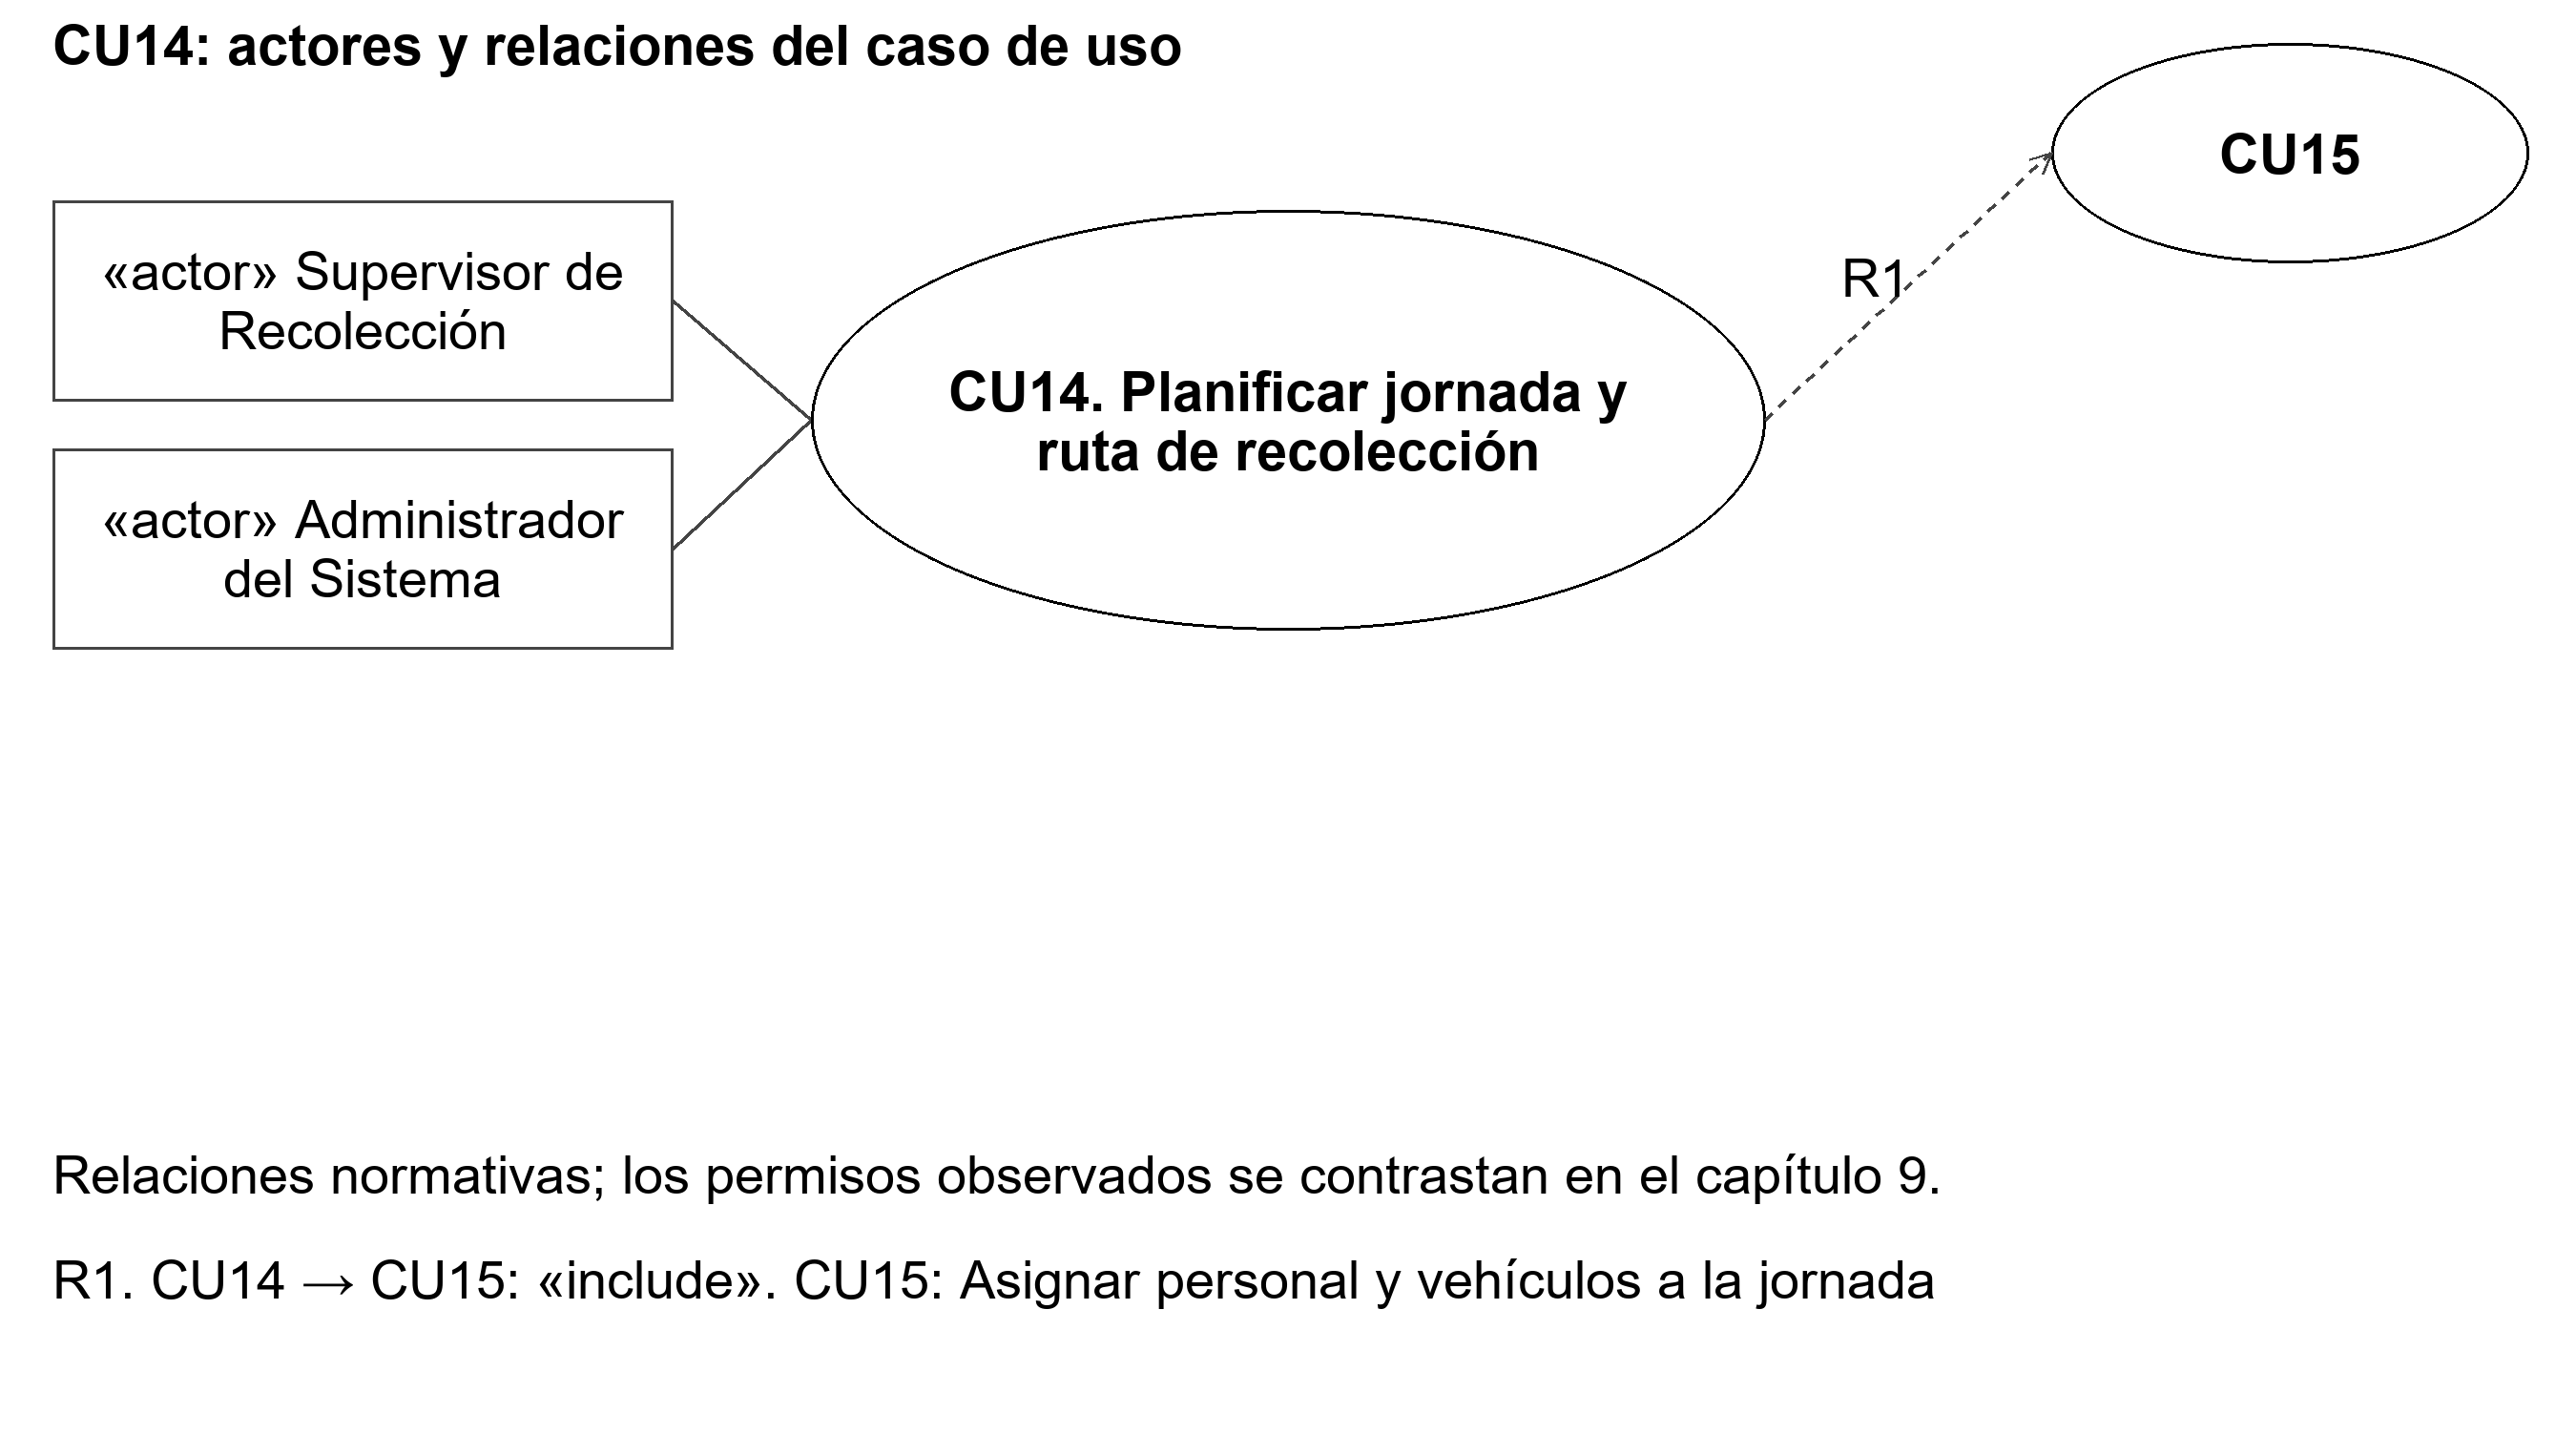 CU14: actores y relaciones del caso de uso
CU15
«actor» Supervisor de
Recolección
R1
CU14. Planificar jornada y
ruta de recolección
«actor» Administrador
del Sistema
Relaciones normativas; los permisos observados se contrastan en el capítulo 9.
R1. CU14 → CU15: «include». CU15: Asignar personal y vehículos a la jornada